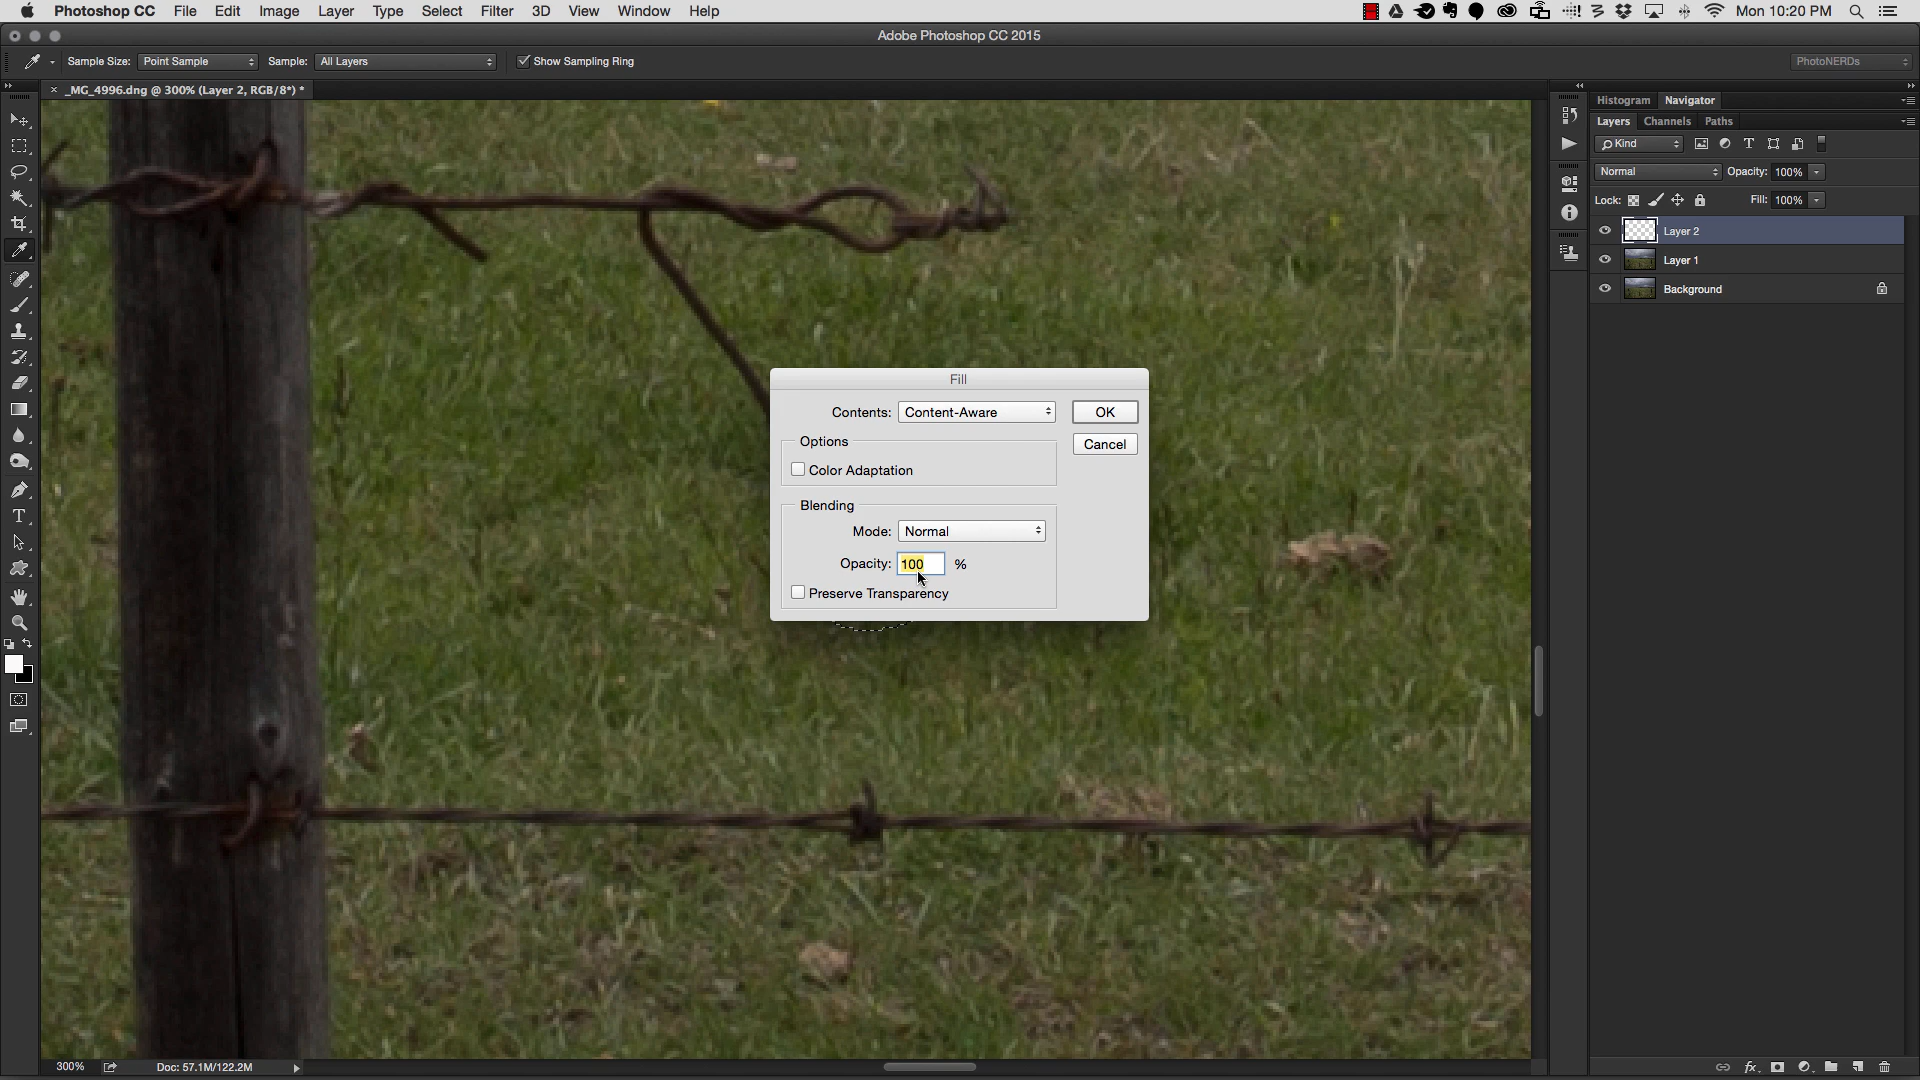 Photoshop CC File Edit Image Layer Type Select Filter 3D View Window Help Mon 10:20 PM
Adobe Photoshop CC 2015
Sample Size: Point Sample Sample: All Layers Show Sampling Ring PhotoNERDs
_MG_4996.dng @ 300% (Layer 2, RGB/8*) *
Histogram Navigator
Layers Channels Paths
Kind
Normal Opacity: 100%
Lock: Fill: 100%
Layer 2
Layer 1
Background
Fill
Contents: Content-Aware OK
Options Cancel
Color Adaptation
Blending
Mode: Normal
Opacity: 100 %
Preserve Transparency
300% Doc: 57.1M/122.2M